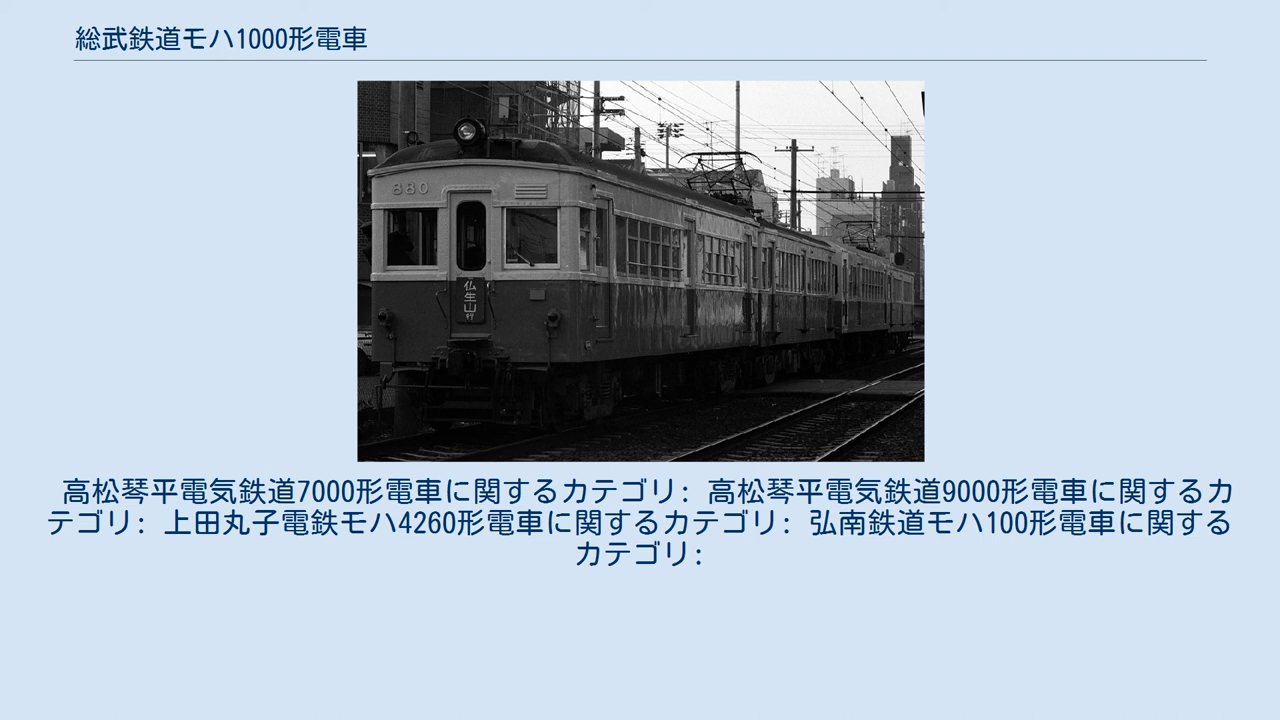 総武鉄道モハ1000形電車
880
仏生山行
高松琴平電気鉄道7000形電車に関するカテゴリ: 高松琴平電気鉄道9000形電車に関するカ
テゴリ: 上田丸子電鉄モハ4260形電車に関するカテゴリ: 弘南鉄道モハ100形電車に関する
カテゴリ: